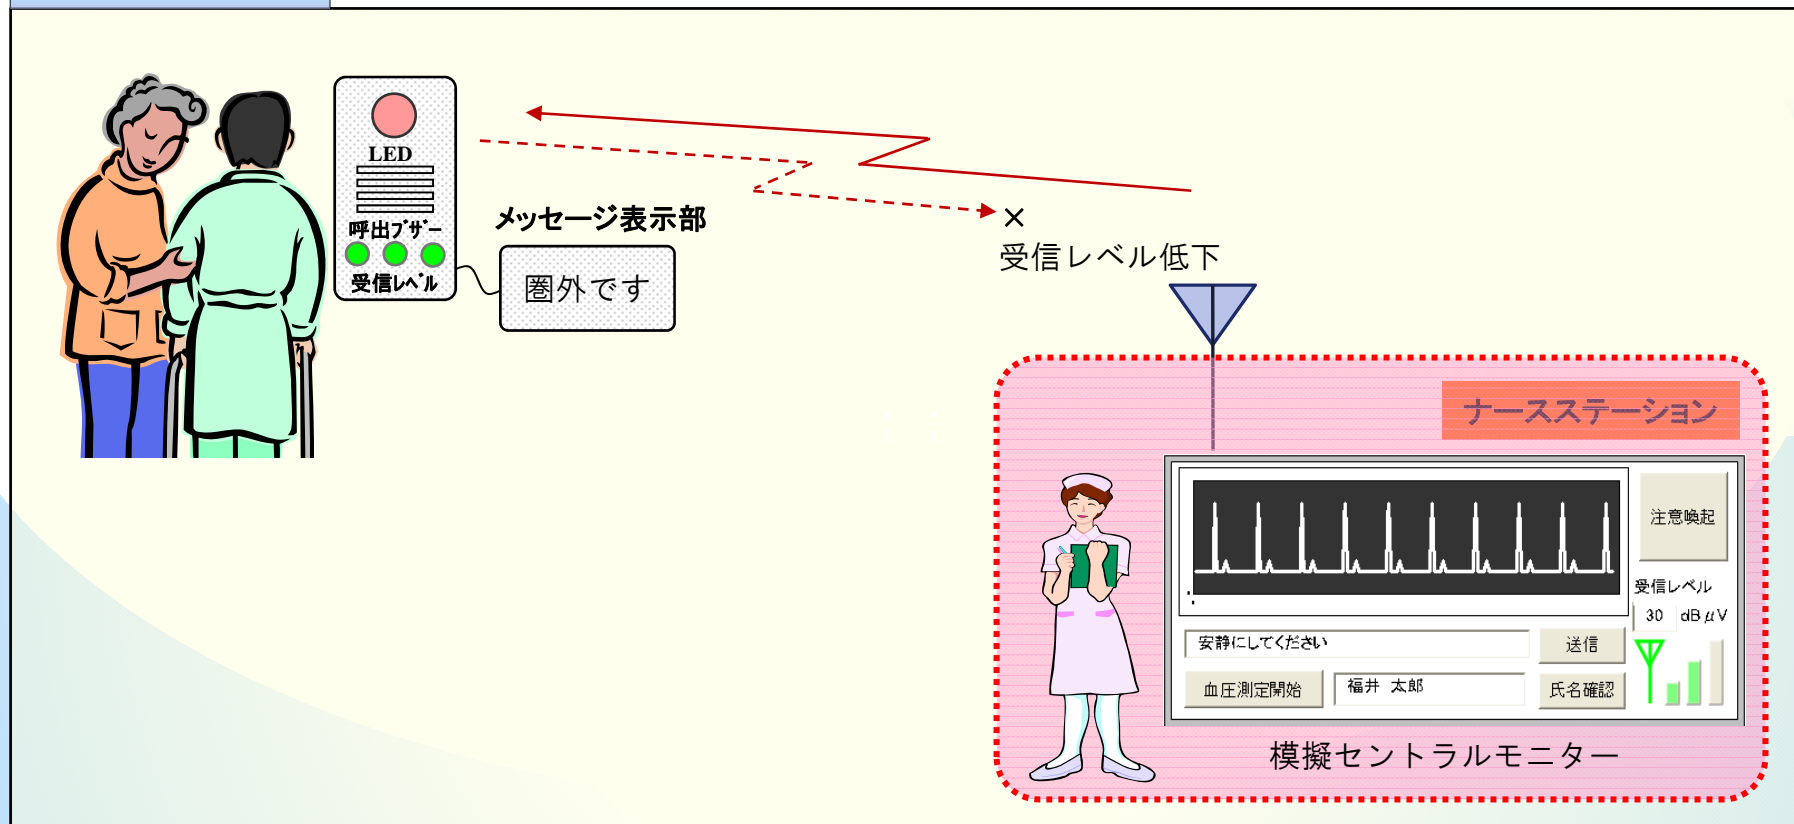 LED
呼出ブザー
受信レベル
メッセージ表示部
圏外です
×
受信レベル低下
ナースステーション
注意喚起
受信レベル
30 dBμV
安静にしてください
送信
血圧測定開始
福井 太郎
氏名確認
模擬セントラルモニター